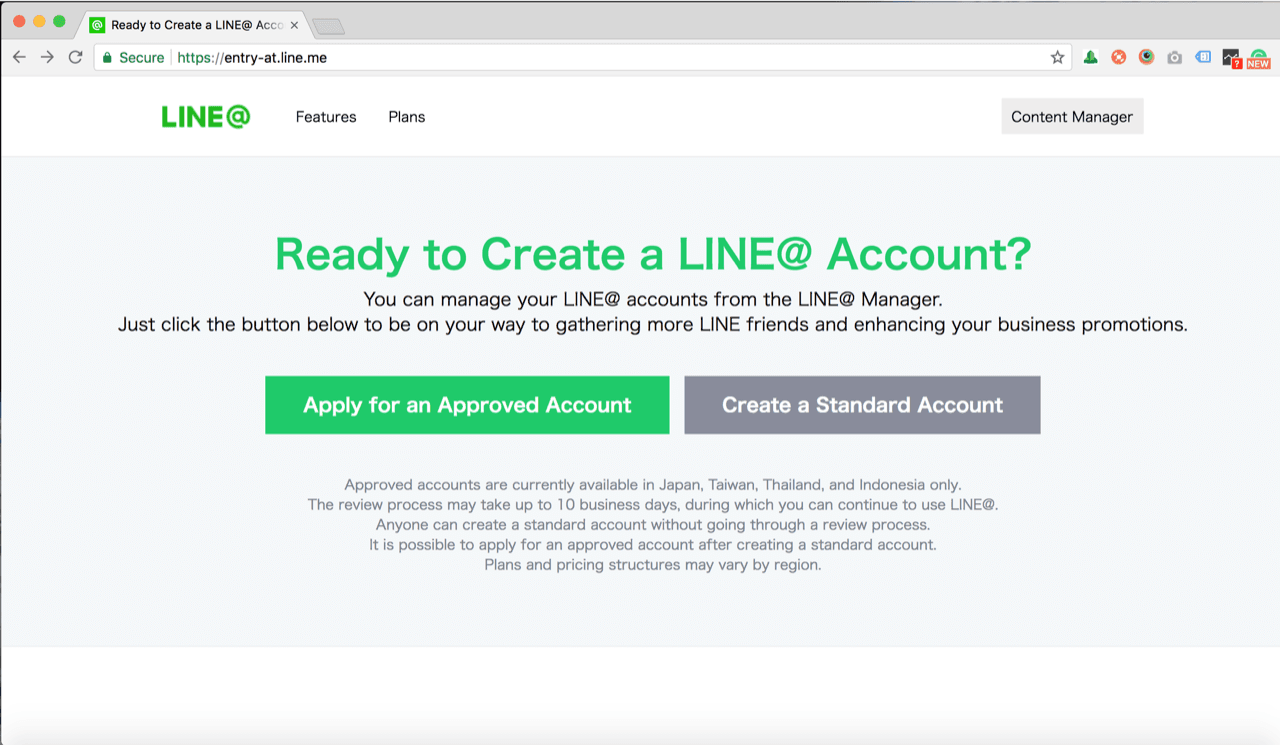 Ready to Create a LINE@ Acco
Secure https://entry-at.line.me
NEW
LINE@ Features Plans Content Manager
Ready to Create a LINE@ Account?
You can manage your LINE@ accounts from the LINE@ Manager.
Just click the button below to be on your way to gathering more LINE friends and enhancing your business promotions.
Apply for an Approved Account Create a Standard Account
Approved accounts are currently available in Japan, Taiwan, Thailand, and Indonesia only.
The review process may take up to 10 business days, during which you can continue to use LINE@.
Anyone can create a standard account without going through a review process.
It is possible to apply for an approved account after creating a standard account.
Plans and pricing structures may vary by region.